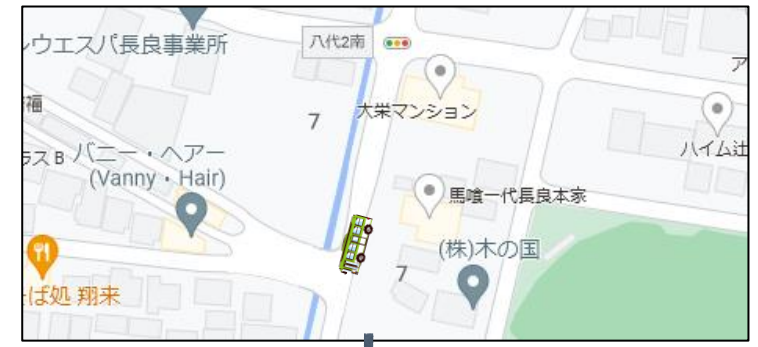 ウエスパ長良事業所
八代2南
ア
大栄マンション
福
7
ラスB
バニー・ヘアー
(Vanny・Hair)
ハイム辻
馬喰一代長良本家
(株)木の国
7
ば処 翔来